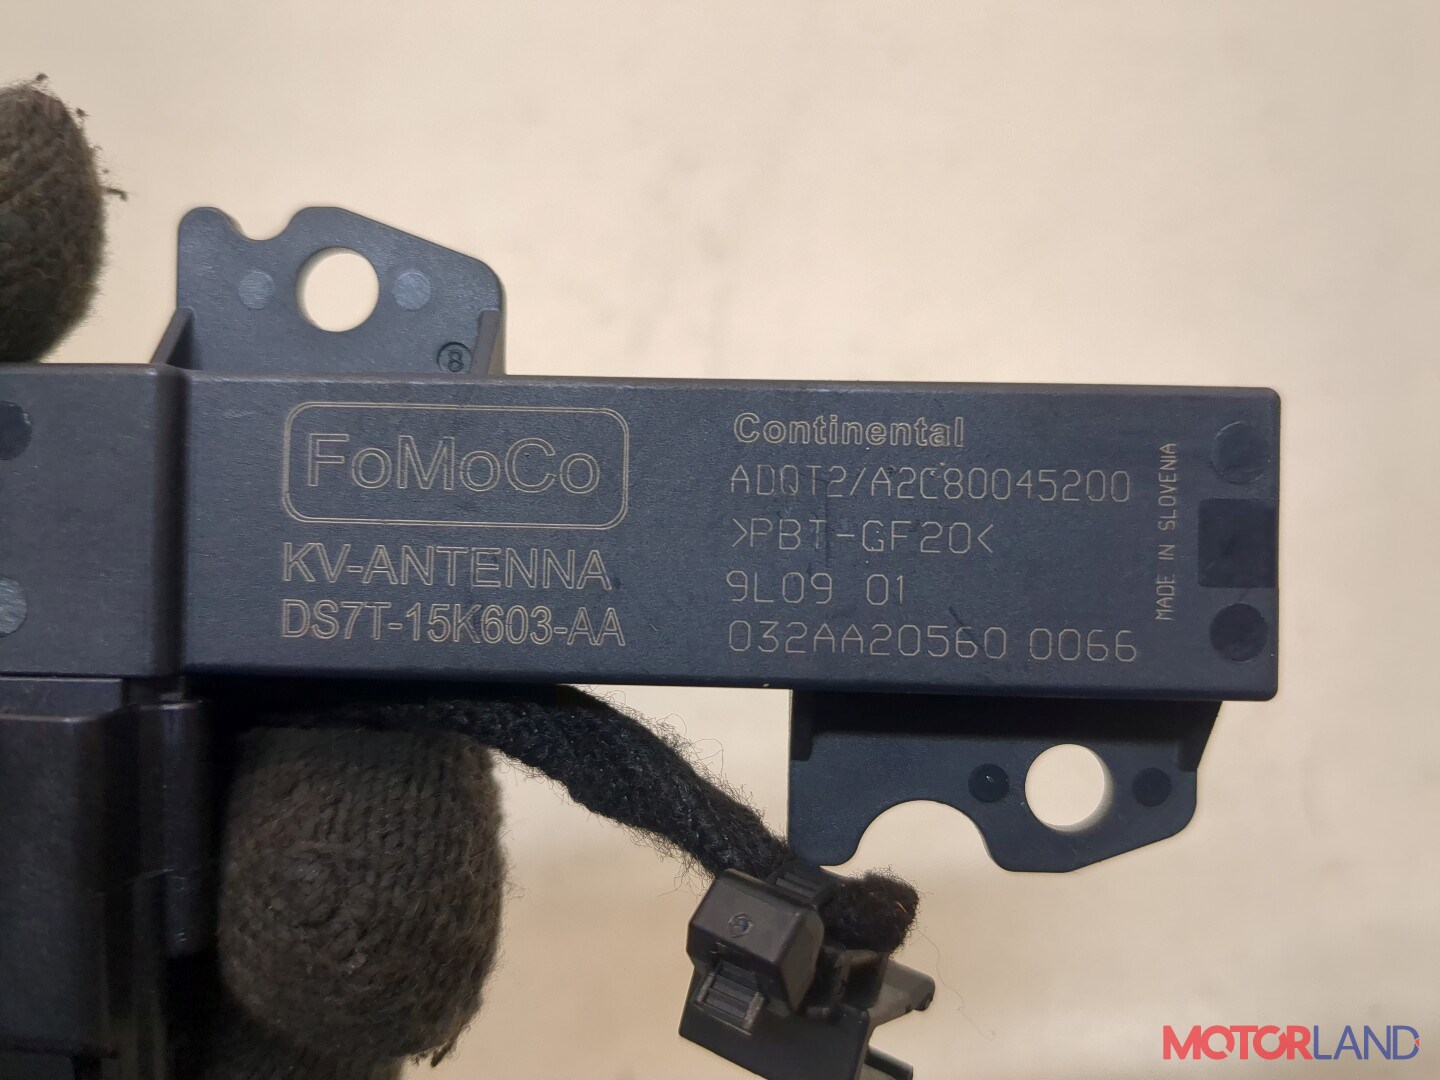 8
FoMoCo
KV-ANTENNA
DS7T-15K603-AA
Continental
ADQT2/A2C80045200
>PBT-GF20<
9L09 01
032AA20560 0066
MADE IN SLOVENIA
MOTORLAND